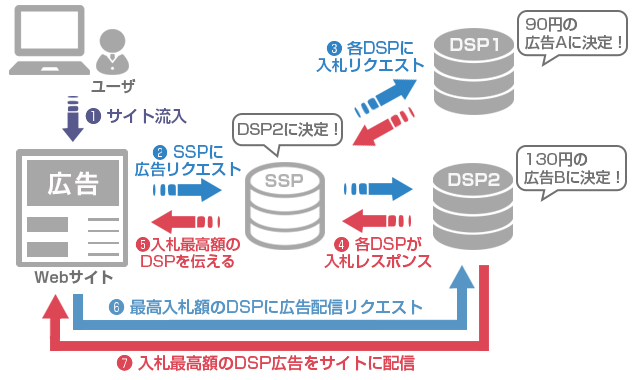 ユーザ
❶ サイト流入
広告
Webサイト
❷ SSPに
広告リクエスト
DSP2に決定！
SSP
❸ 各DSPに
入札リクエスト
DSP1
90円の
広告Aに決定！
DSP2
130円の
広告Bに決定！
❹ 各DSPが
入札レスポンス
❺入札最高額の
DSPを伝える
❻ 最高入札額のDSPに広告配信リクエスト
❼ 入札最高額のDSP広告をサイトに配信